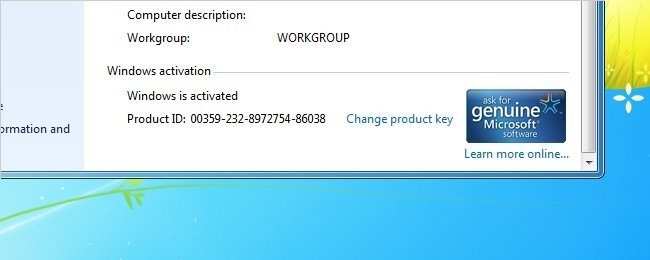 Computer description:
Workgroup: WORKGROUP
Windows activation
Windows is activated
Product ID: 00359-232-8972754-86038 Change product key
ask for
genuine
Microsoft
software
Learn more online...
e
ormation and